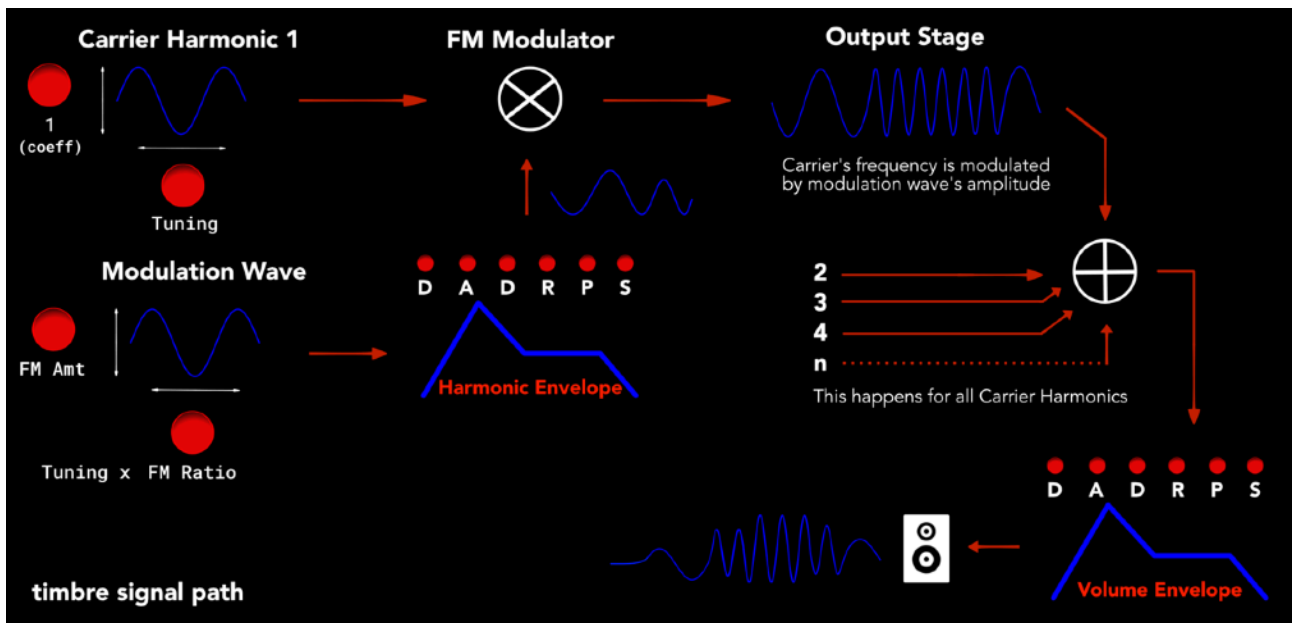 Carrier Harmonic 1
FM Modulator
Output Stage
1
(coeff)
Tuning
Carrier's frequency is modulated
by modulation wave's amplitude
Modulation Wave
FM Amt
Tuning x FM Ratio
D A D R P S
Harmonic Envelope
2
3
4
n
This happens for all Carrier Harmonics
D A D R P S
Volume Envelope
timbre signal path